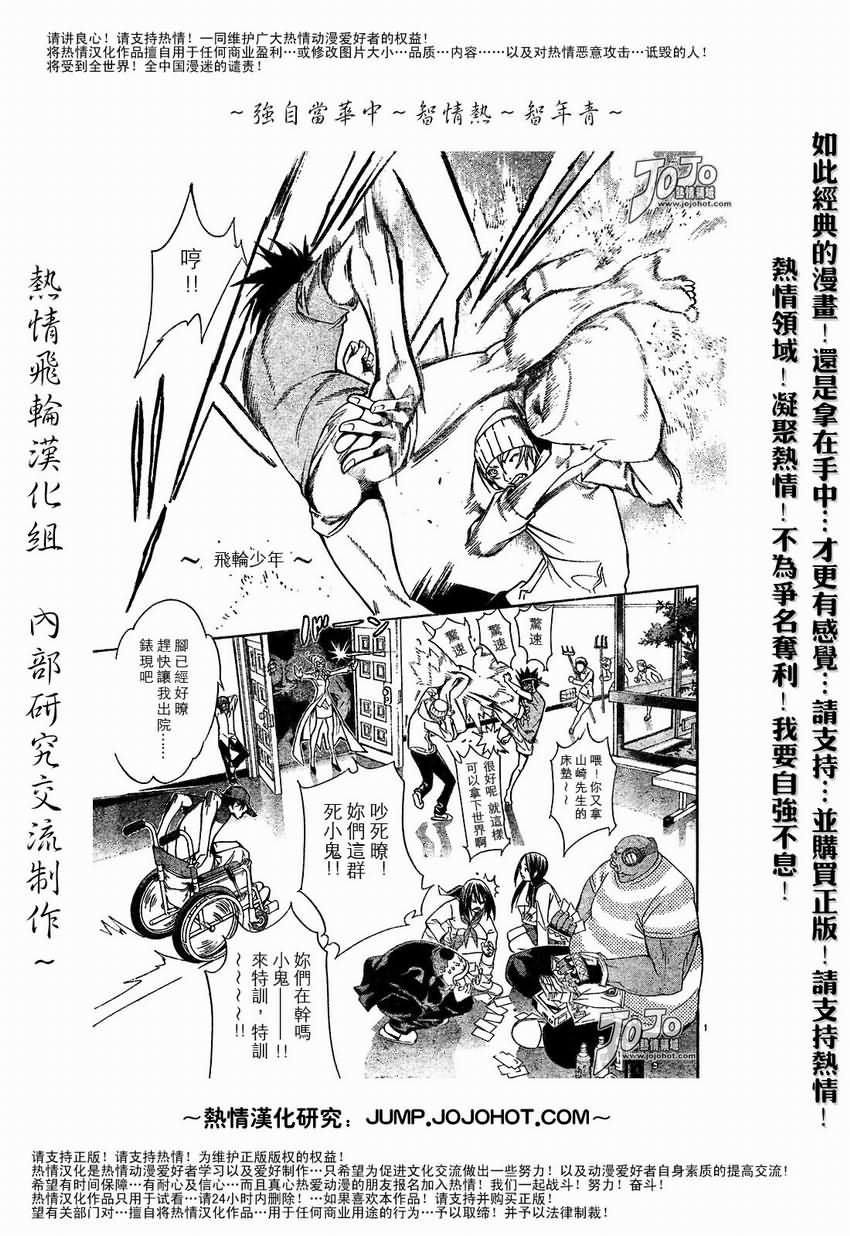 请讲良心！请支持热情！一同维护广大热情动漫爱好者的权益！
将热情汉化作品擅自用于任何商业盈利…或修改图片大小…品质…内容……以及对热情恶意攻击…诋毁的人！
将受到全世界！全中国漫迷的谴责！
～強自當華中～智情熱～智年青～
JOJO
熱情領域
www.jojohot.com
如此經典的漫畫！還是拿在手中…才更有感覺…請支持…並購買正版！請支持熱情！
熱情領域！凝聚熱情！不為爭名奪利！我要自強不息！
熱情飛輪漢化組　內部研究交流制作～
哼!!
～ 飛輪少年 ～
驚速
驚速
驚速
喂！你又拿
山崎先生的
床墊～～
很好呢 就這樣
可以拿下世界啊
腳已經好瞭
趕快讓我出院……
錶現吧
吵死瞭！
妳們這群
死小鬼!!
妳們在幹嗎
小鬼——!!
來特訓，特訓
～～～～!!
JOJO
熱情領域
www.jojohot.com
1
～熱情漢化研究：JUMP.JOJOHOT.COM～
请支持正版！请支持热情！为维护正版版权的权益！
热情汉化是热情动漫爱好者学习以及爱好制作…只希望为促进文化交流做出一些努力！以及动漫爱好者自身素质的提高交流！
希望有时间保障…有耐心及信心…而且真心热爱动漫的朋友报名加入热情！我们一起战斗！努力！奋斗！
热情汉化作品只用于试看…请24小时内删除！…如果喜欢本作品！请支持并购买正版！
望有关部门对…擅自将热情汉化作品…用于任何商业用途的行为…予以取缔！并予以法律制裁！